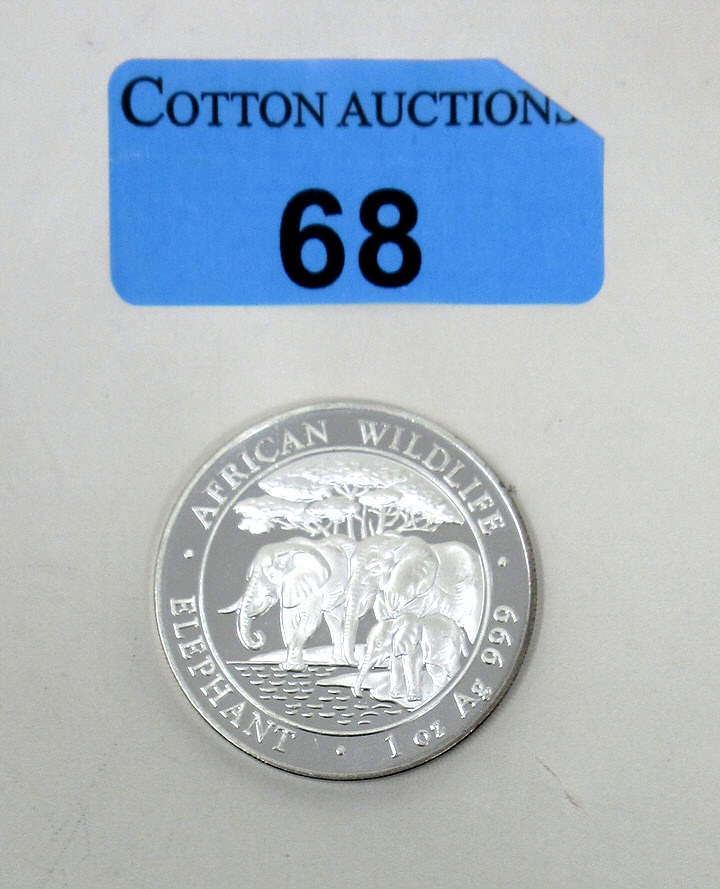 COTTON AUCTIONS
68
AFRICAN WILDLIFE
ELEPHANT · 1 oz Ag 999